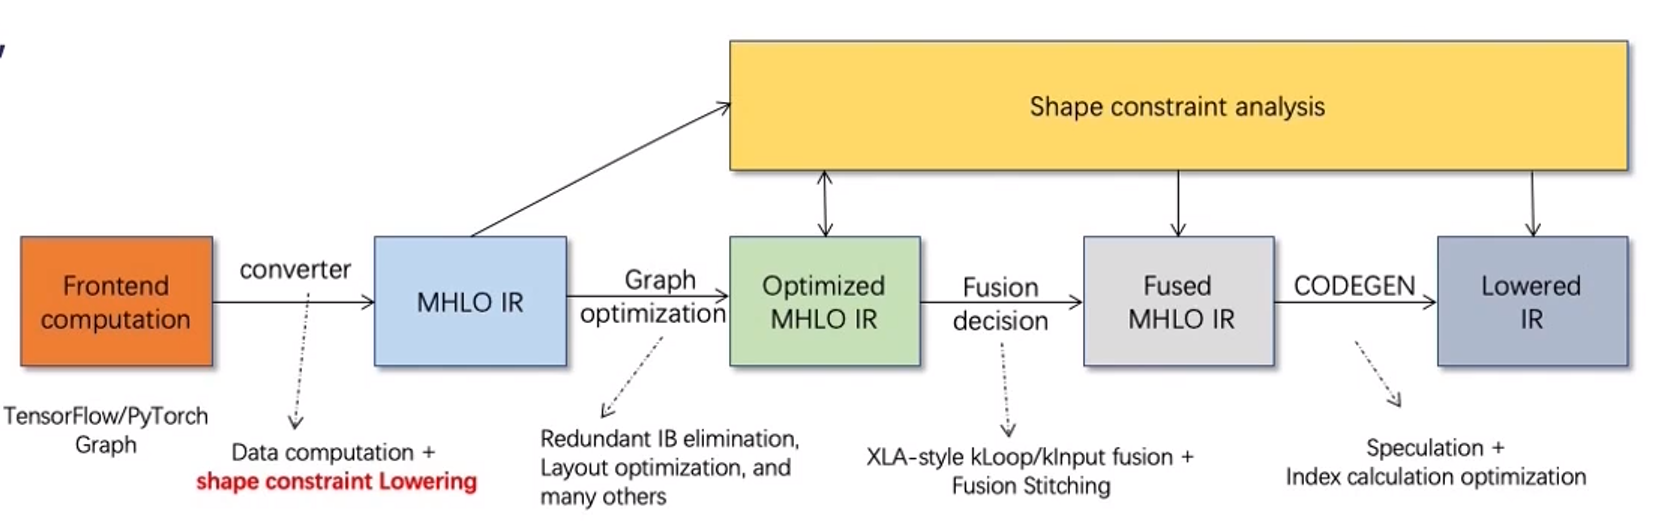 Shape constraint analysis
Frontend
computation
converter
MHLO IR
Graph
optimization
Optimized
MHLO IR
Fusion
decision
Fused
MHLO IR
CODEGEN
Lowered
IR
TensorFlow/PyTorch
Graph
Data computation +
shape constraint Lowering
Redundant IB elimination,
Layout optimization, and
many others
XLA-style kLoop/kInput fusion +
Fusion Stitching
Speculation +
Index calculation optimization